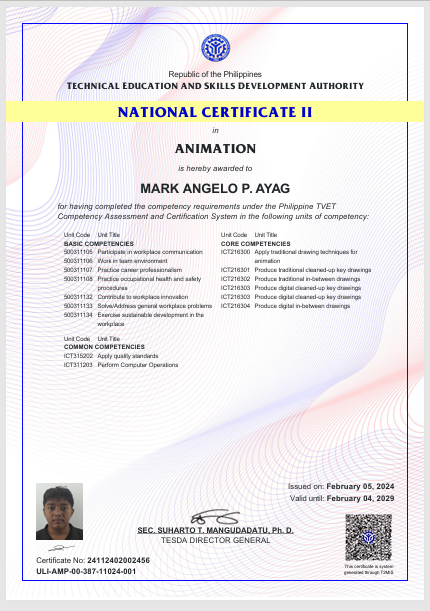 Republic of the Philippines
TECHNICAL EDUCATION AND SKILLS DEVELOPMENT AUTHORITY
NATIONAL CERTIFICATE II
in
ANIMATION
is hereby awarded to
MARK ANGELO P. AYAG
for having completed the competency requirements under the Philippine TVET
Competency Assessment and Certification System in the following units of competency:
Unit Code Unit Title
BASIC COMPETENCIES
500311105 Participate in workplace communication
500311106 Work in team environment
500311107 Practice career professionalism
500311108 Practice occupational health and safety
procedures
500311132 Contribute to workplace innovation
500311133 Solve/Address general workplace problems
500311134 Exercise sustainable development in the
workplace
Unit Code Unit Title
COMMON COMPETENCIES
ICT315202 Apply quality standards
ICT311203 Perform Computer Operations
Unit Code Unit Title
CORE COMPETENCIES
ICT216300 Apply traditional drawing techniques for
animation
ICT216301 Produce traditional cleaned-up key drawings
ICT216302 Produce traditional in-between drawings
ICT216303 Produce digital cleaned-up key drawings
ICT216303 Produce digital cleaned-up key drawings
ICT216304 Produce digital in-between drawings
Issued on: February 05, 2024
Valid until: February 04, 2029
SEC. SUHARTO T. MANGUDADATU, Ph. D.
TESDA DIRECTOR GENERAL
Certificate No: 24112402002456
ULI-AMP-00-387-11024-001
This certificate is system
generated through T2MIS